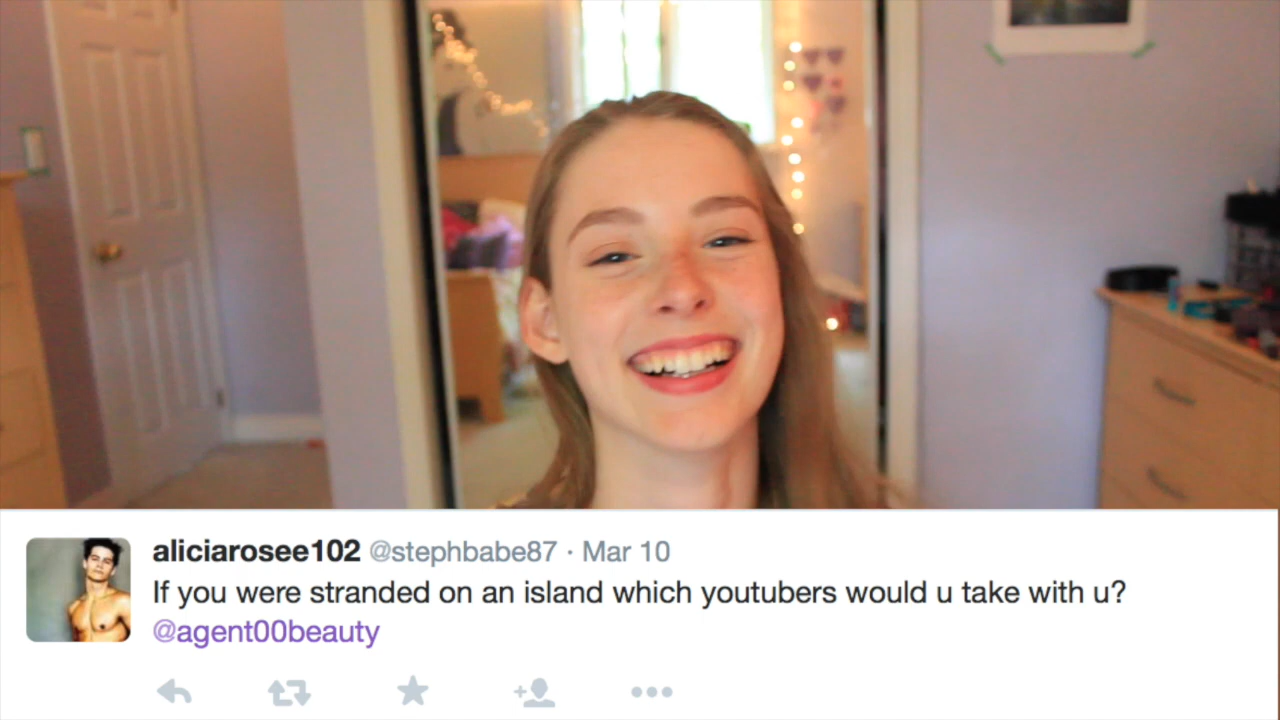 aliciarosee102 @stephbabe87 · Mar 10
If you were stranded on an island which youtubers would u take with u?
@agent00beauty